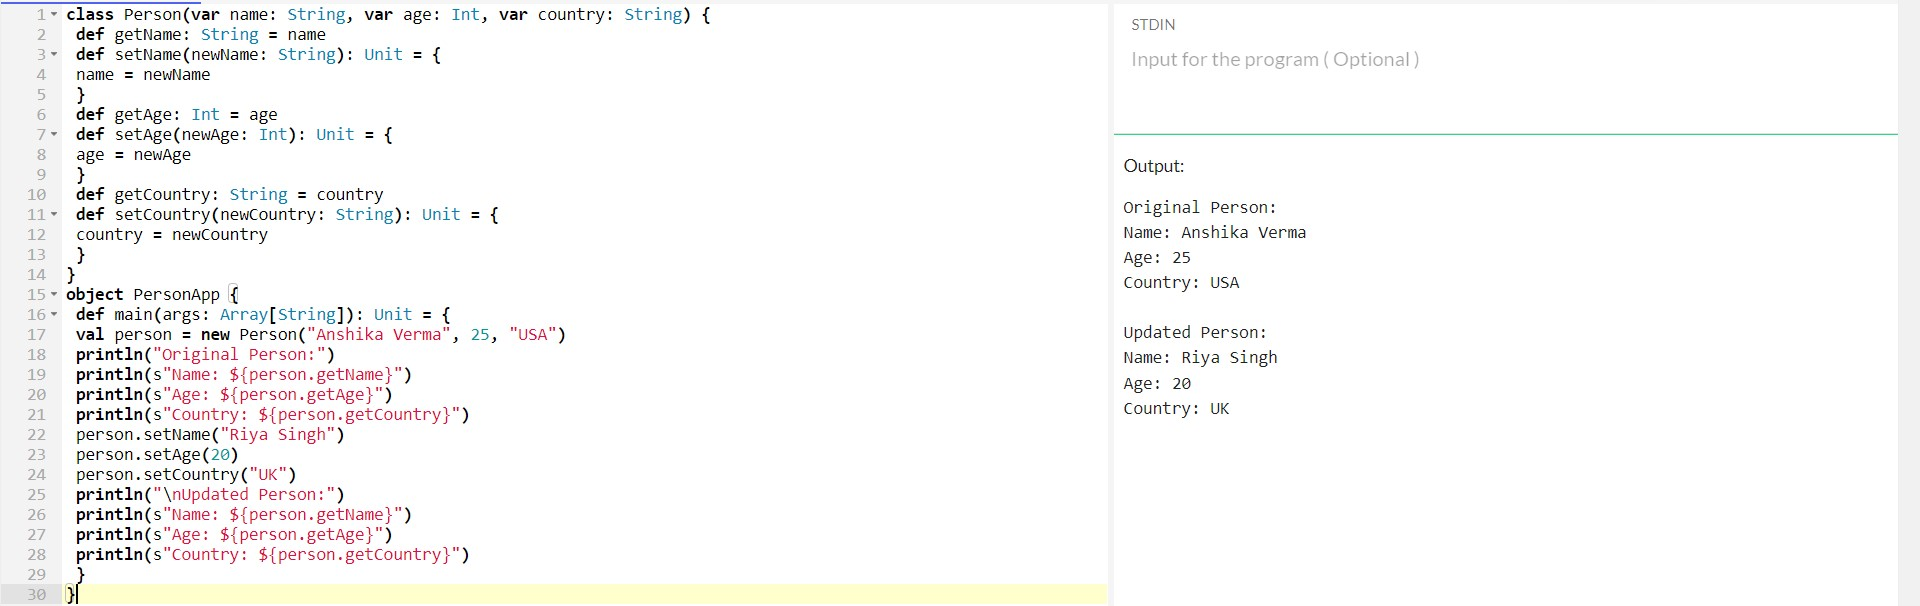 1 class Person(var name: String, var age: Int, var country: String) {
2 def getName: String = name
3 def setName(newName: String): Unit = {
4 name = newName
5 }
6 def getAge: Int = age
7 def setAge(newAge: Int): Unit = {
8 age = newAge
9 }
10 def getCountry: String = country
11 def setCountry(newCountry: String): Unit = {
12 country = newCountry
13 }
14 }
15 object PersonApp {
16 def main(args: Array[String]): Unit = {
17 val person = new Person("Anshika Verma", 25, "USA")
18 println("Original Person:")
19 println(s"Name: ${person.getName}")
20 println(s"Age: ${person.getAge}")
21 println(s"Country: ${person.getCountry}")
22 person.setName("Riya Singh")
23 person.setAge(20)
24 person.setCountry("UK")
25 println("\nUpdated Person:")
26 println(s"Name: ${person.getName}")
27 println(s"Age: ${person.getAge}")
28 println(s"Country: ${person.getCountry}")
29 }
30 }
STDIN
Input for the program ( Optional )
Output:
Original Person:
Name: Anshika Verma
Age: 25
Country: USA
Updated Person:
Name: Riya Singh
Age: 20
Country: UK